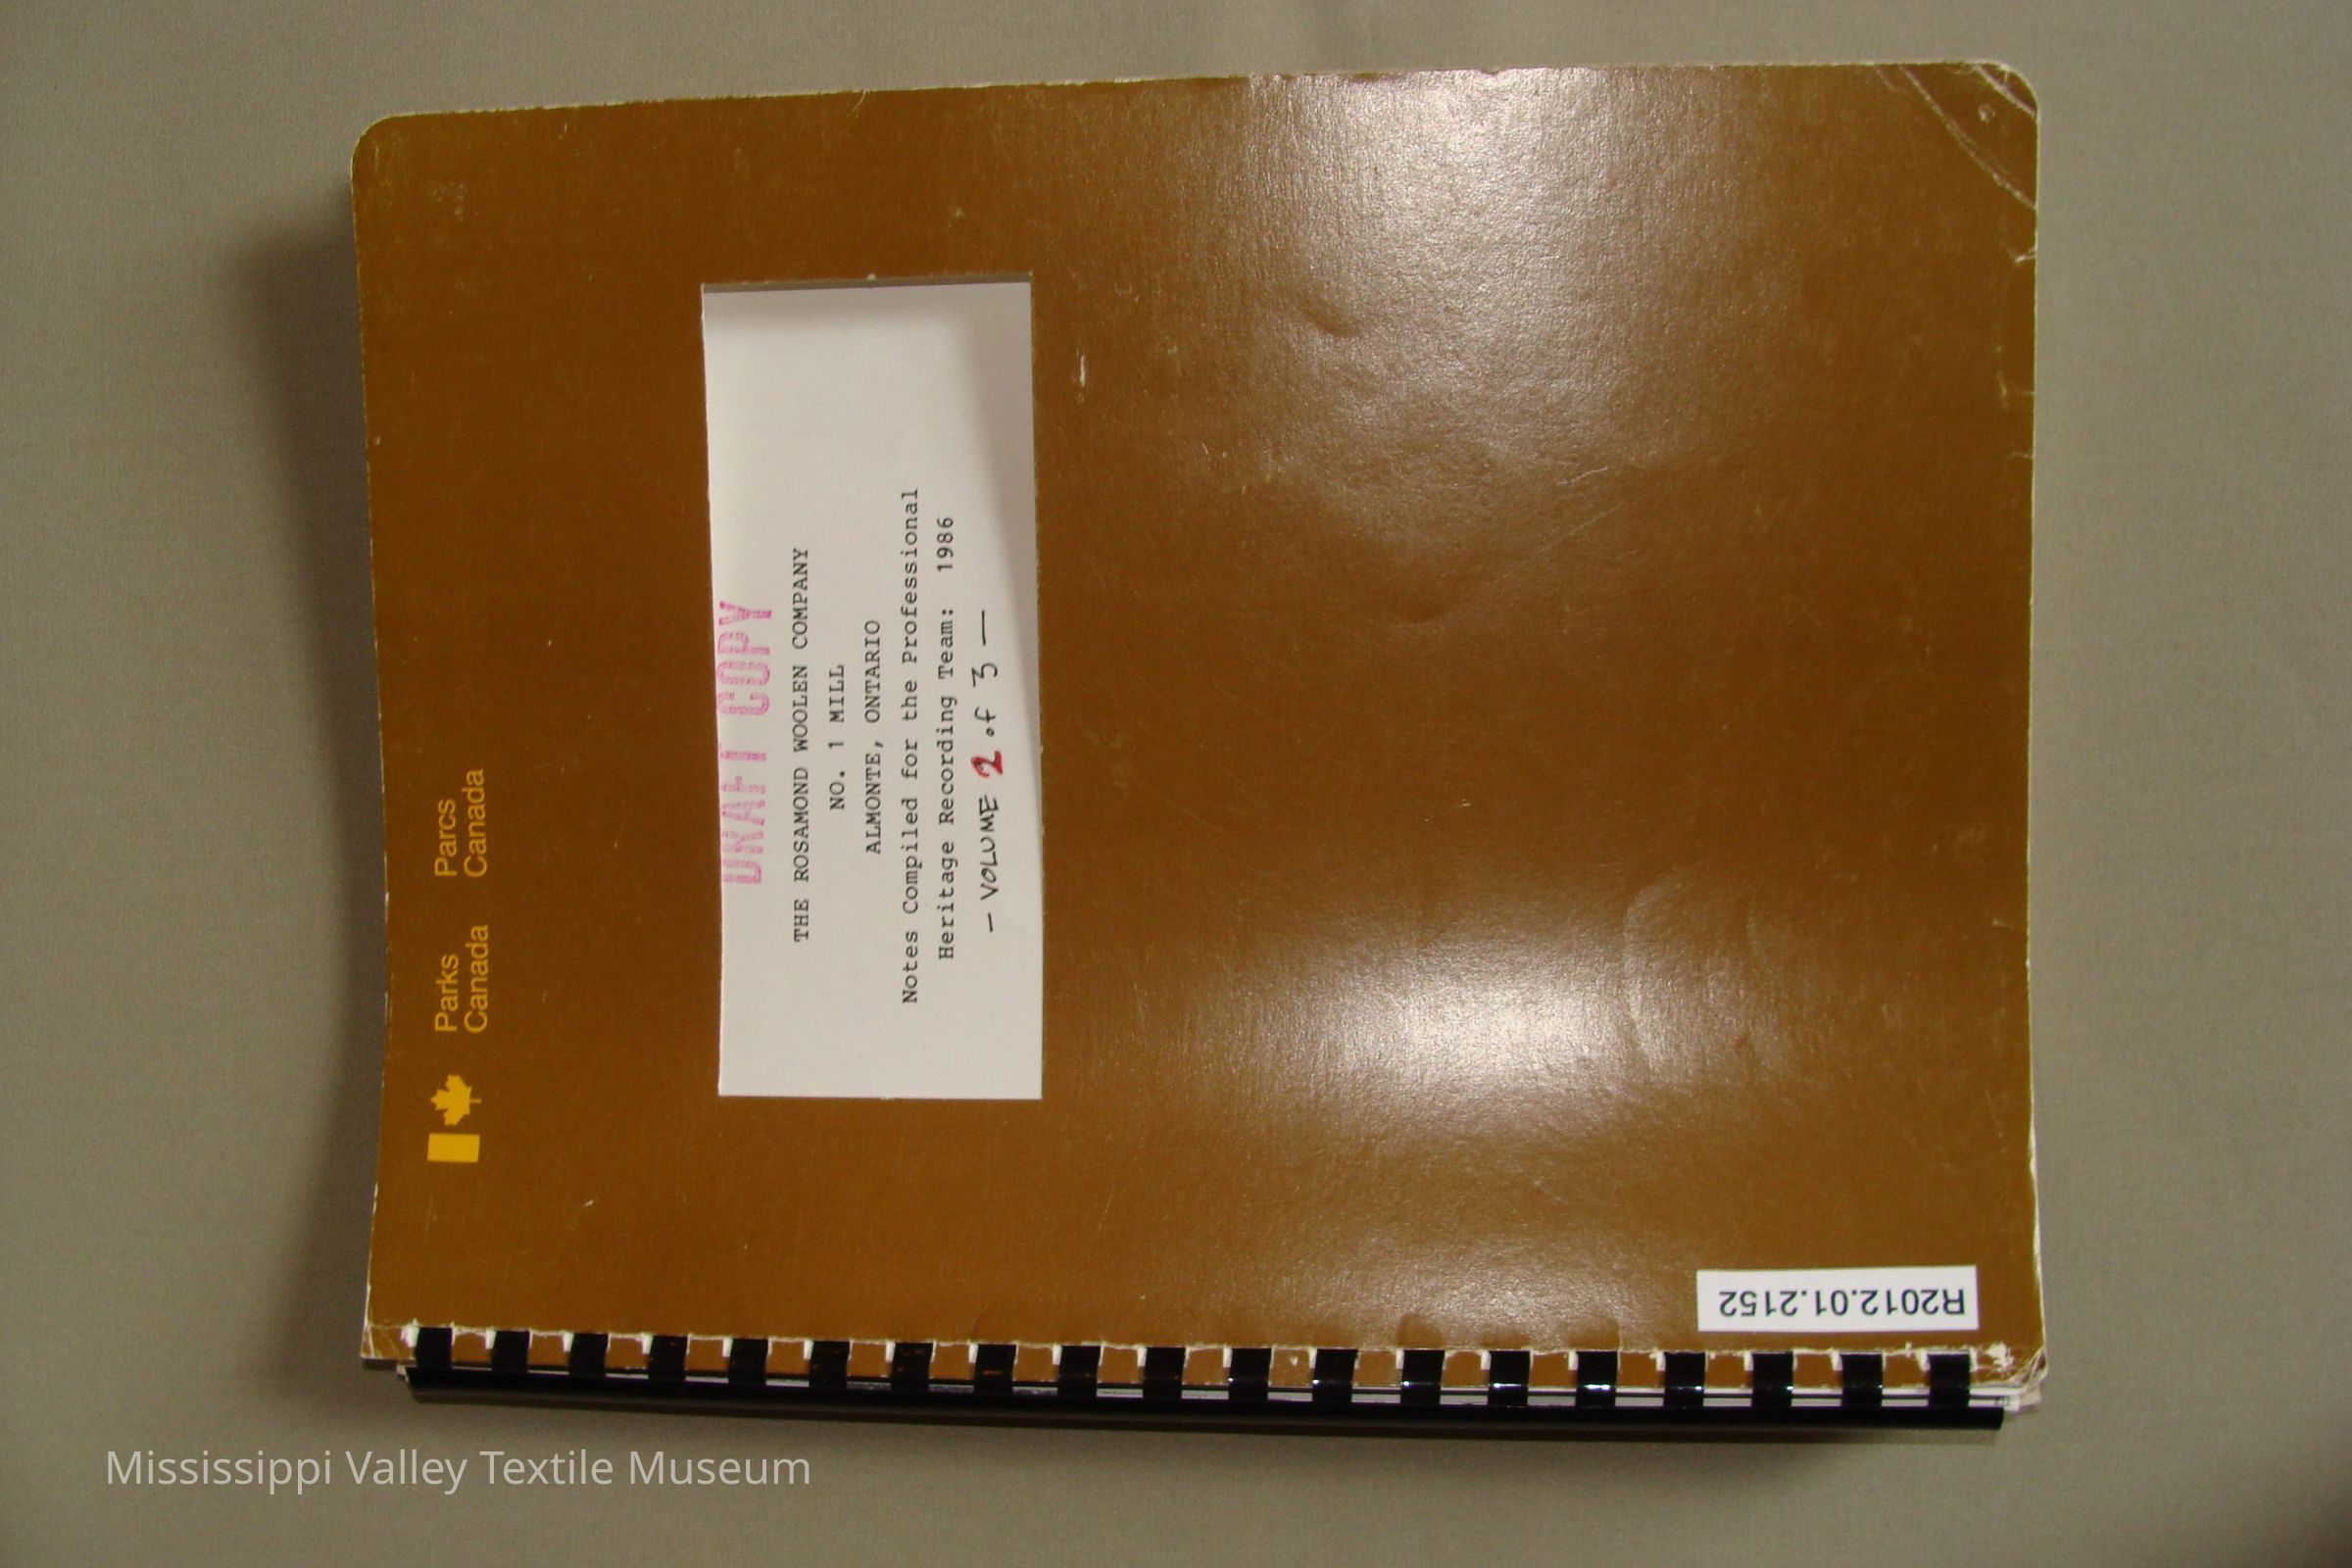 Parks Canada
Parcs Canada
DRAFT COPY
THE ROSAMOND WOOLEN COMPANY
NO. 1 MILL
ALMONTE, ONTARIO
Notes Compiled for the Professional
Heritage Recording Team: 1986
— VOLUME 2 of 3 —
R2012.01.2152
Mississippi Valley Textile Museum